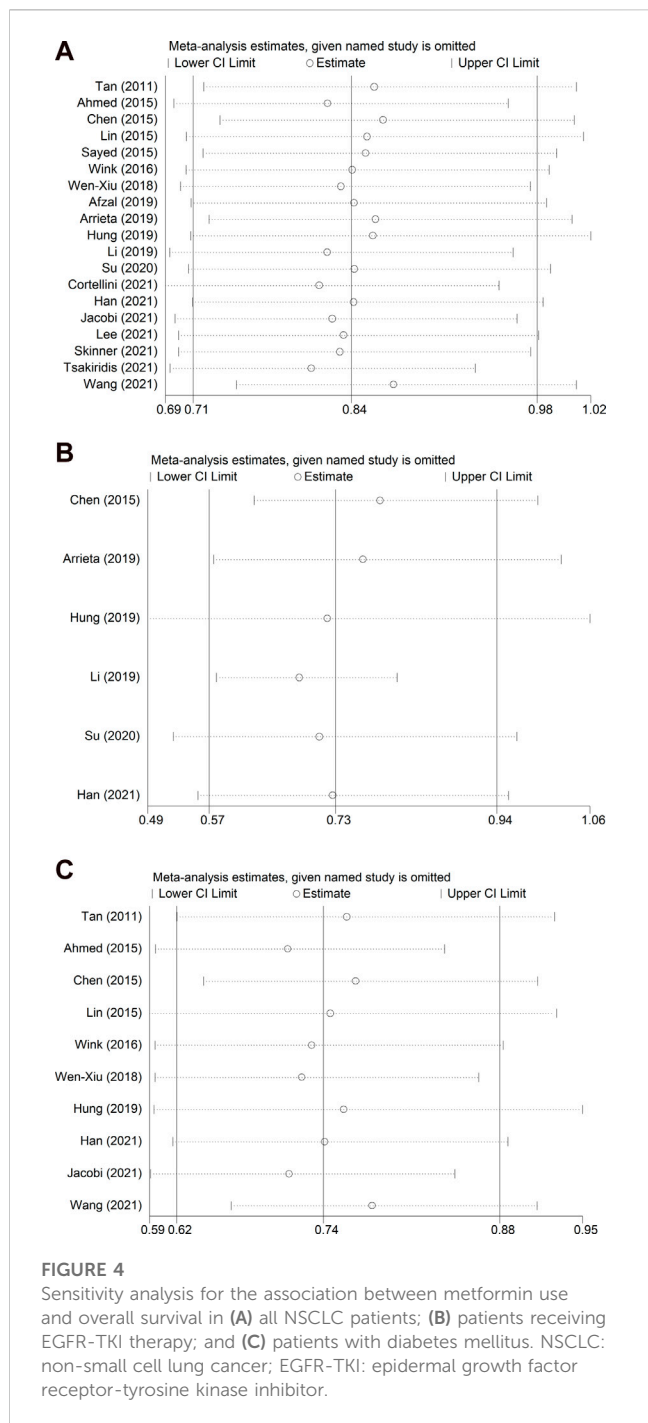 A
Meta-analysis estimates, given named study is omitted
Lower CI Limit Estimate Upper CI Limit
Tan (2011)
Ahmed (2015)
Chen (2015)
Lin (2015)
Sayed (2015)
Wink (2016)
Wen-Xiu (2018)
Afzal (2019)
Arrieta (2019)
Hung (2019)
Li (2019)
Su (2020)
Cortellini (2021)
Han (2021)
Jacobi (2021)
Lee (2021)
Skinner (2021)
Tsakiridis (2021)
Wang (2021)
0.69 0.71 0.84 0.98 1.02
B
Meta-analysis estimates, given named study is omitted
Lower CI Limit Estimate Upper CI Limit
Chen (2015)
Arrieta (2019)
Hung (2019)
Li (2019)
Su (2020)
Han (2021)
0.49 0.57 0.73 0.94 1.06
C
Meta-analysis estimates, given named study is omitted
Lower CI Limit Estimate Upper CI Limit
Tan (2011)
Ahmed (2015)
Chen (2015)
Lin (2015)
Wink (2016)
Wen-Xiu (2018)
Hung (2019)
Han (2021)
Jacobi (2021)
Wang (2021)
0.59 0.62 0.74 0.88 0.95
FIGURE 4
Sensitivity analysis for the association between metformin use
and overall survival in (A) all NSCLC patients; (B) patients receiving
EGFR-TKI therapy; and (C) patients with diabetes mellitus. NSCLC:
non-small cell lung cancer; EGFR-TKI: epidermal growth factor
receptor-tyrosine kinase inhibitor.